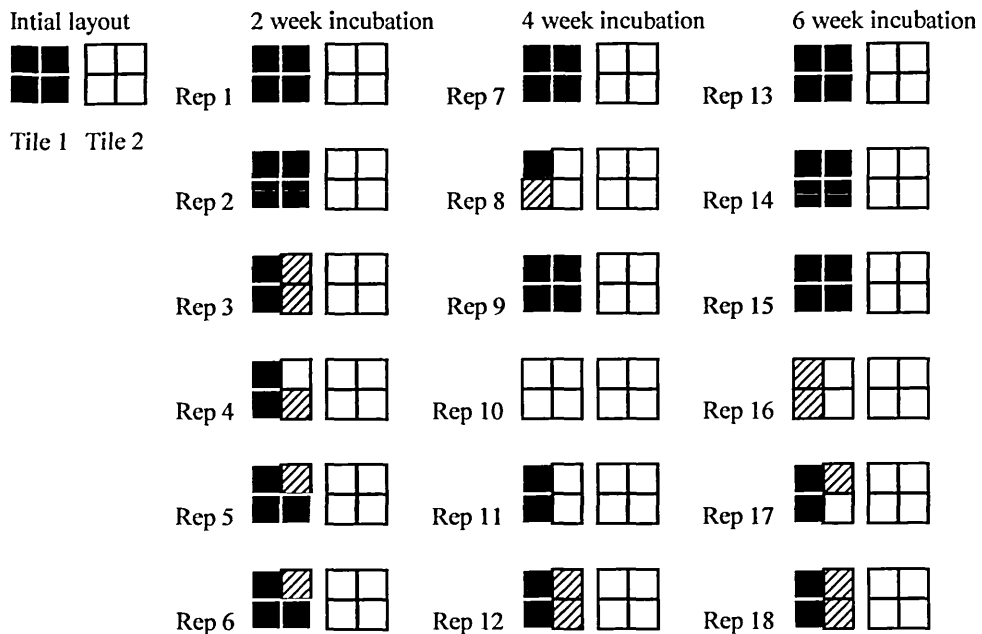 Intial layout 2 week incubation 4 week incubation 6 week incubation
Rep 1 Rep 7 Rep 13
Tile 1 Tile 2
Rep 2 Rep 8 Rep 14
Rep 3 Rep 9 Rep 15
Rep 4 Rep 10 Rep 16
Rep 5 Rep 11 Rep 17
Rep 6 Rep 12 Rep 18